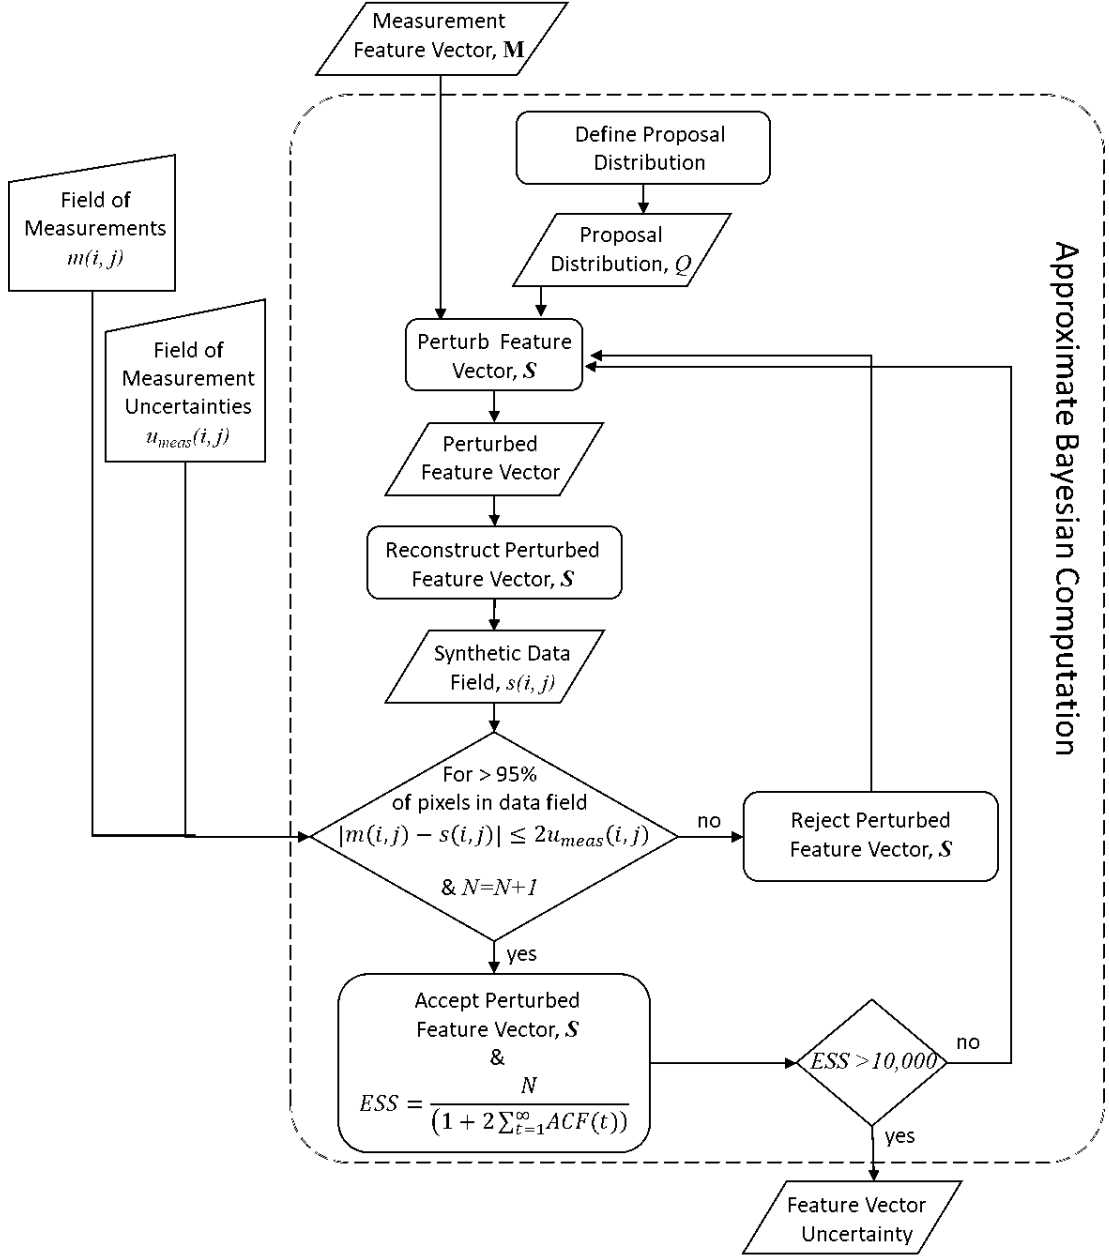 Measurement
Feature Vector, M
Define Proposal
Distribution
Field of
Measurements
m(i, j)
Proposal
Distribution, Q
Field of
Measurement
Uncertainties
u_meas(i, j)
Perturb Feature
Vector, S
Perturbed
Feature Vector
Reconstruct Perturbed
Feature Vector, S
Synthetic Data
Field, s(i, j)
For > 95%
of pixels in data field
|m(i,j) − s(i,j)| ≤ 2u_meas(i,j)
& N=N+1
no
Reject Perturbed
Feature Vector, S
yes
Accept Perturbed
Feature Vector, S
&
ESS = N / (1 + 2 ∑_{t=1}^{∞} ACF(t))
ESS >10,000
no
yes
Feature Vector
Uncertainty
Approximate Bayesian Computation